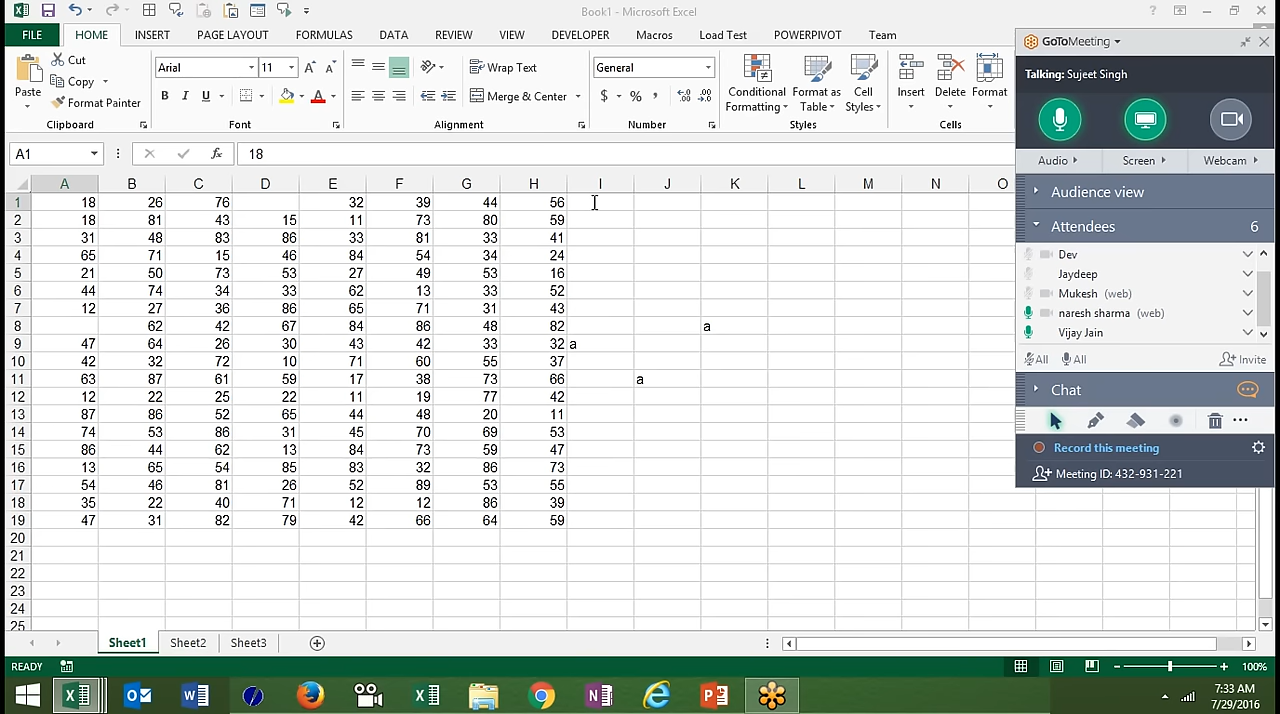 Book1 - Microsoft Excel
FILE HOME INSERT PAGE LAYOUT FORMULAS DATA REVIEW VIEW DEVELOPER Macros Load Test POWERPIVOT Team
Cut
Copy
Format Painter
Paste
Clipboard
Arial 11
B I U
A A
A
Font
Wrap Text
Merge & Center
Alignment
General
$ % ,
Number
Conditional Formatting
Format as Table
Cell Styles
Styles
Insert Delete Format
Cells
A1 fx 18
A B C D E F G H I J K L M N O
1 18 26 76 32 39 44 56
2 18 81 43 15 11 73 80 59
3 31 48 83 86 33 81 33 41
4 65 71 15 46 84 54 34 24
5 21 50 73 53 27 49 53 16
6 44 74 34 33 62 13 33 52
7 12 27 36 86 65 71 31 43
8 62 42 67 84 86 48 82 a
9 47 64 26 30 43 42 33 32 a
10 42 32 72 10 71 60 55 37
11 63 87 61 59 17 38 73 66 a
12 12 22 25 22 11 19 77 42
13 87 86 52 65 44 48 20 11
14 74 53 86 31 45 70 69 53
15 86 44 62 13 84 73 59 47
16 13 65 54 85 83 32 86 73
17 54 46 81 26 52 89 53 55
18 35 22 40 71 12 12 86 39
19 47 31 82 79 42 66 64 59
20
21
22
23
24
25
Sheet1 Sheet2 Sheet3
READY
100%
GoToMeeting
Talking: Sujeet Singh
Audio Screen Webcam
Audience view
Attendees 6
Dev
Jaydeep
Mukesh (web)
naresh sharma (web)
Vijay Jain
All All Invite
Chat
Record this meeting
Meeting ID: 432-931-221
7:33 AM
7/29/2016